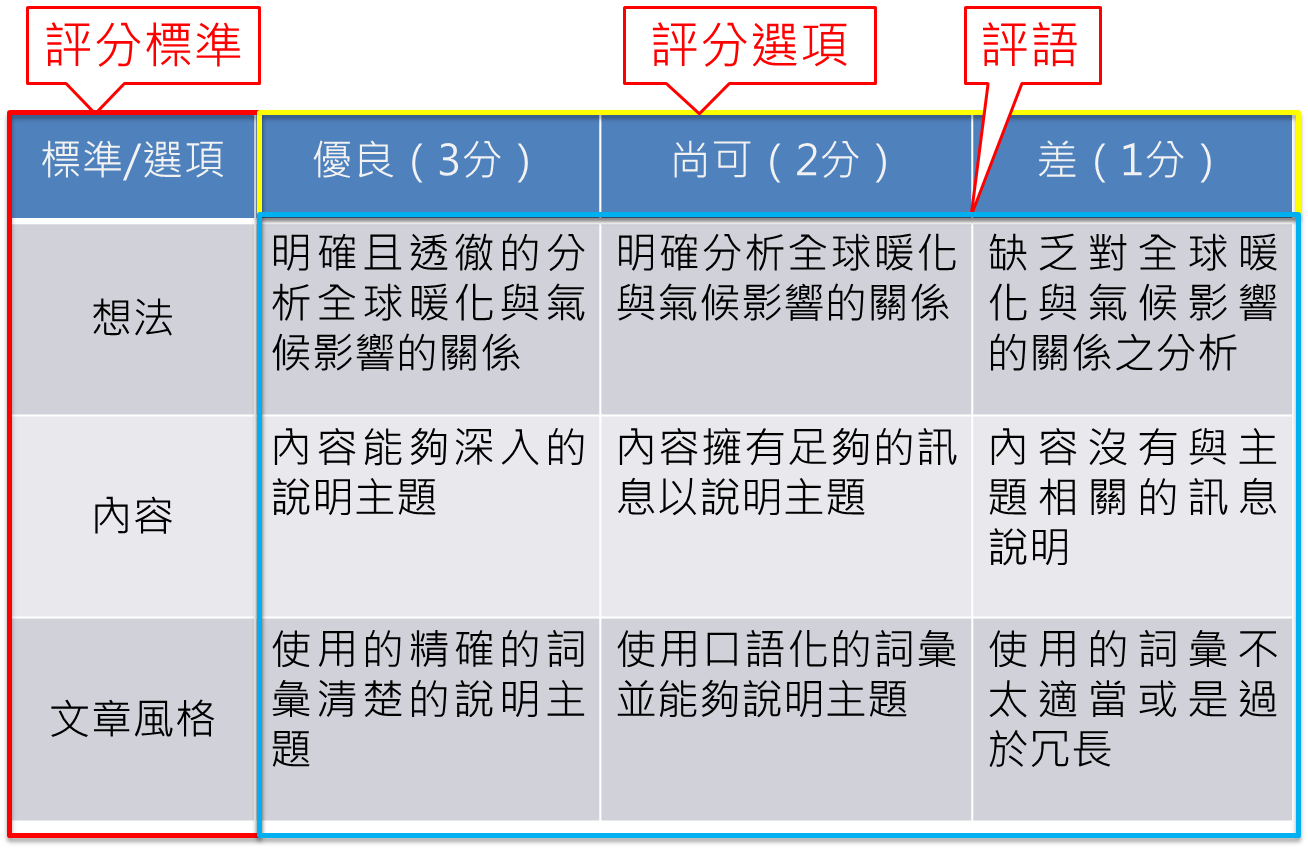 評分標準
評分選項
評語
標準/選項
優良（3分）
尚可（2分）
差（1分）
想法
明確且透徹的分
析全球暖化與氣
候影響的關係
明確分析全球暖化
與氣候影響的關係
缺乏對全球暖
化與氣候影響
的關係之分析
內容
內容能夠深入的
說明主題
內容擁有足夠的訊
息以說明主題
內容沒有與主
題相關的訊息
說明
文章風格
使用的精確的詞
彙清楚的說明主
題
使用口語化的詞彙
並能夠說明主題
使用的詞彙不
太適當或是過
於冗長